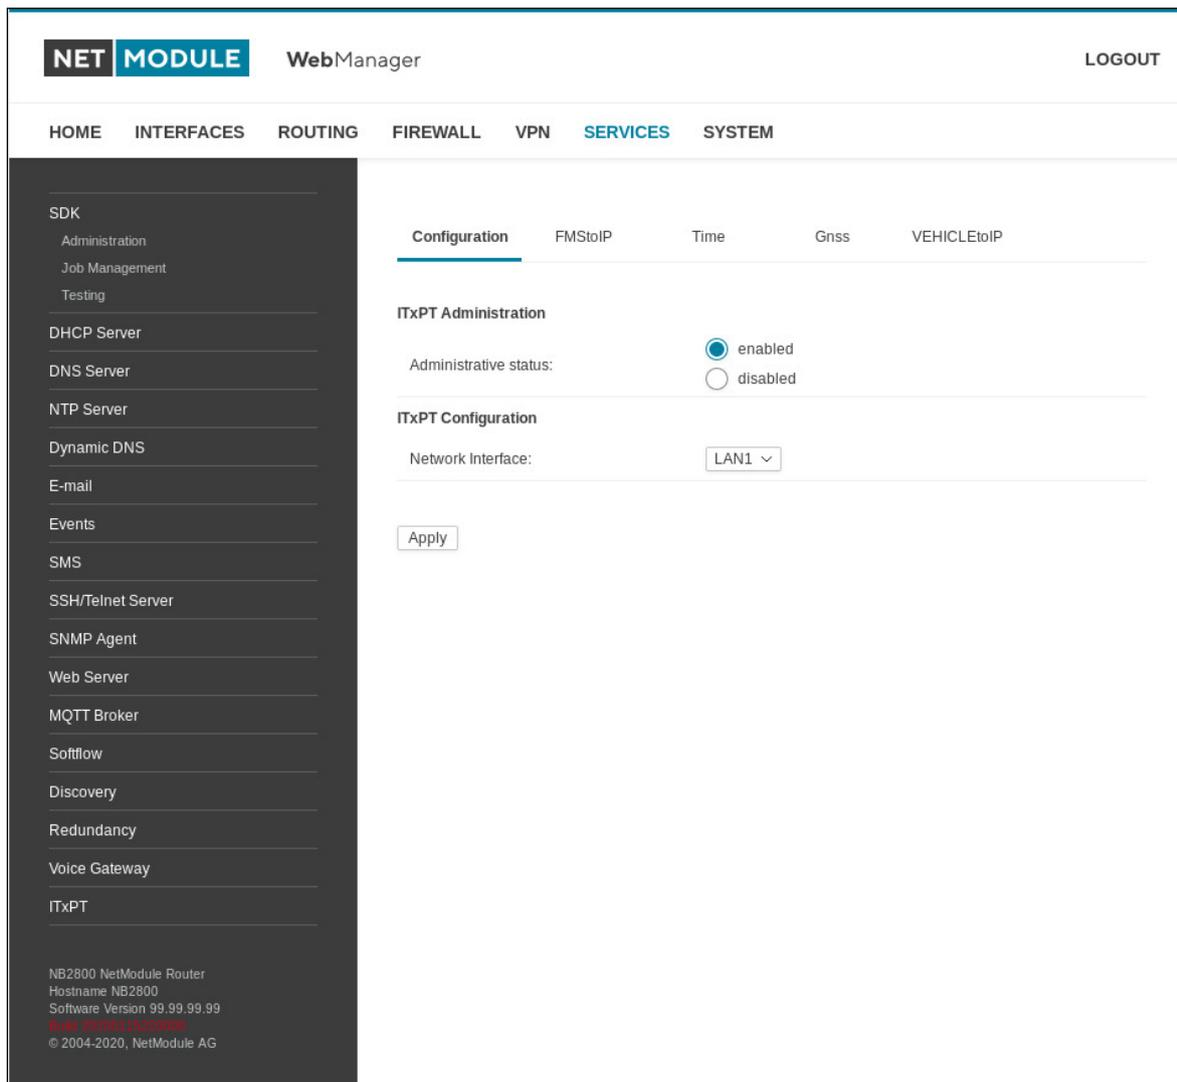 NET MODULE WebManager LOGOUT
HOME INTERFACES ROUTING FIREWALL VPN SERVICES SYSTEM
SDK
Administration
Job Management
Testing
DHCP Server
DNS Server
NTP Server
Dynamic DNS
E-mail
Events
SMS
SSH/Telnet Server
SNMP Agent
Web Server
MQTT Broker
Softflow
Discovery
Redundancy
Voice Gateway
ITxPT
NB2800 NetModule Router
Hostname NB2800
Software Version 99.99.99.99
Build
© 2004-2020, NetModule AG
Configuration FMStoIP Time Gnss VEHICLEtoIP
ITxPT Administration
Administrative status:
enabled
disabled
ITxPT Configuration
Network Interface: LAN1
Apply